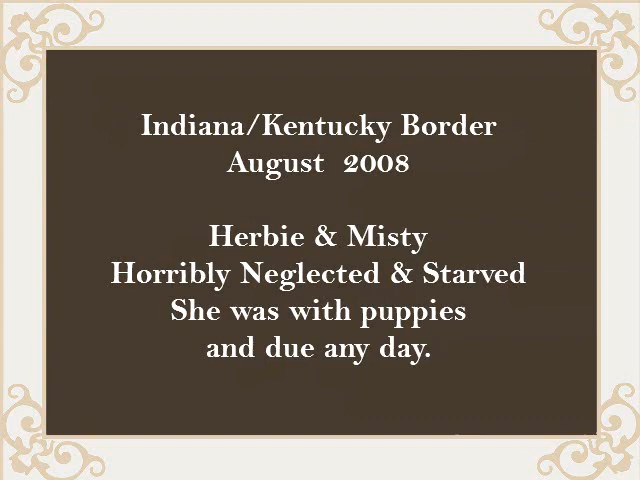 Indiana/Kentucky Border
August 2008
Herbie & Misty
Horribly Neglected & Starved
She was with puppies
and due any day.